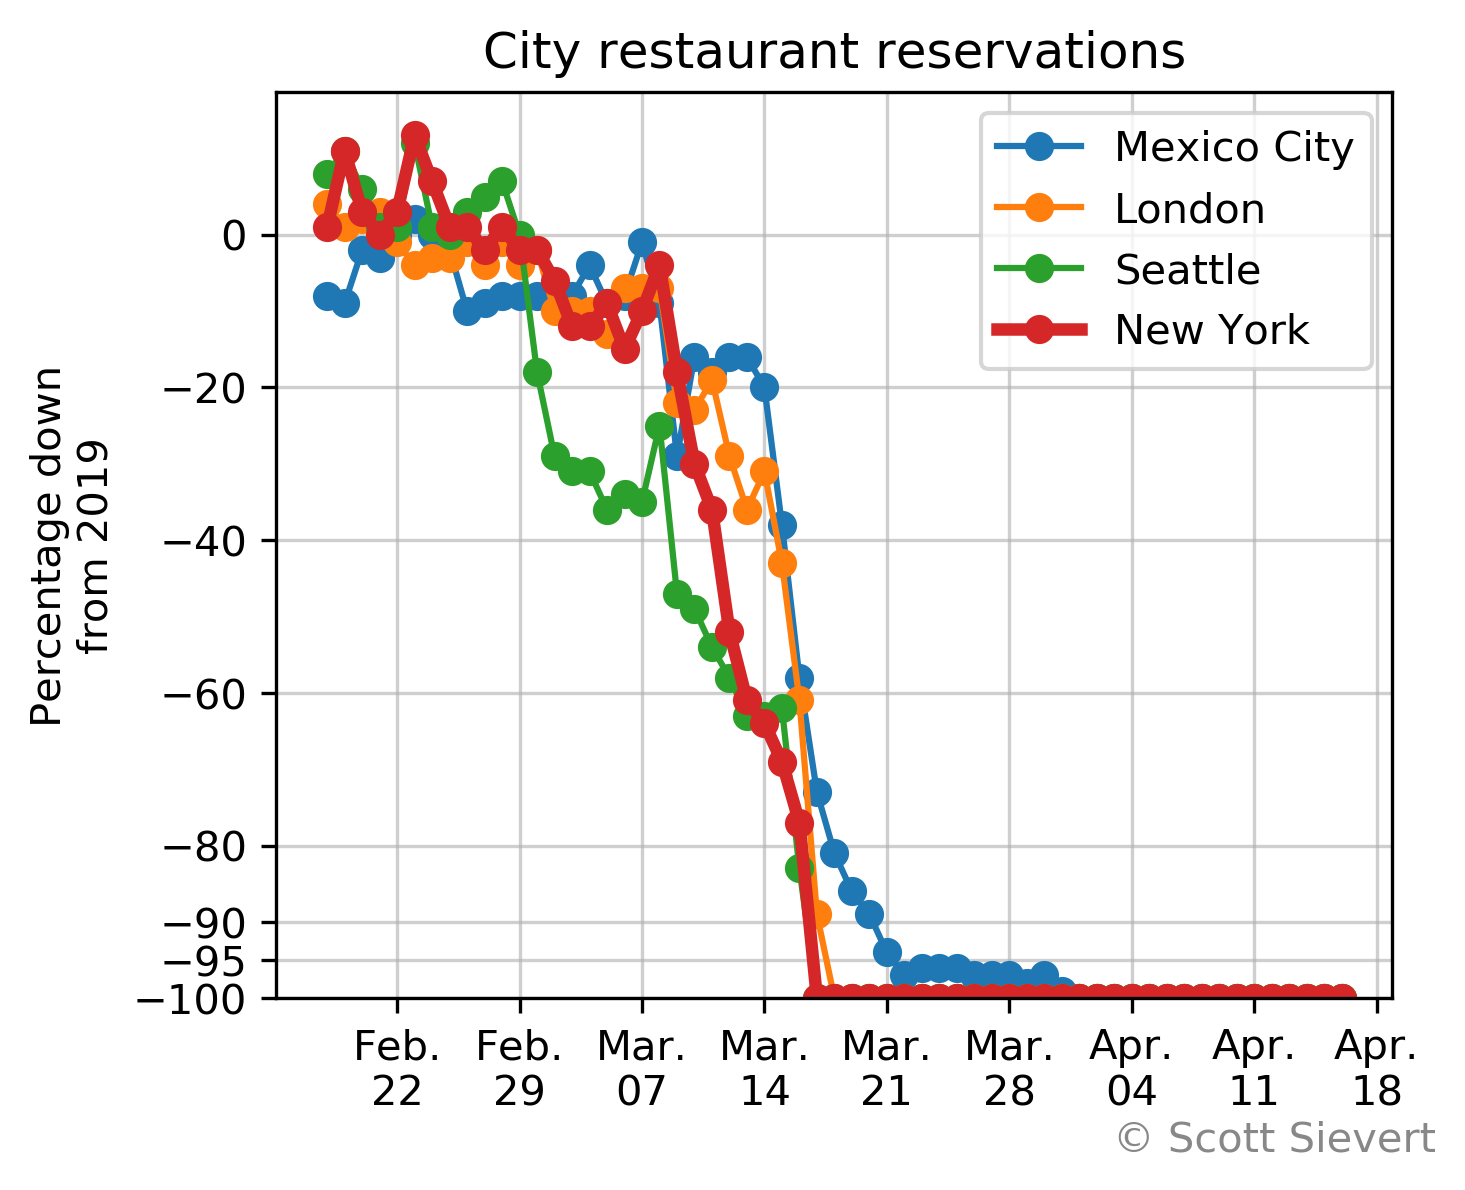 City restaurant reservations
Mexico City
London
Seattle
New York
Percentage down
from 2019
0
−20
−40
−60
−80
−90
−95
−100
Feb. Feb. Mar. Mar. Mar. Mar. Apr. Apr. Apr.
22 29 07 14 21 28 04 11 18
© Scott Sievert